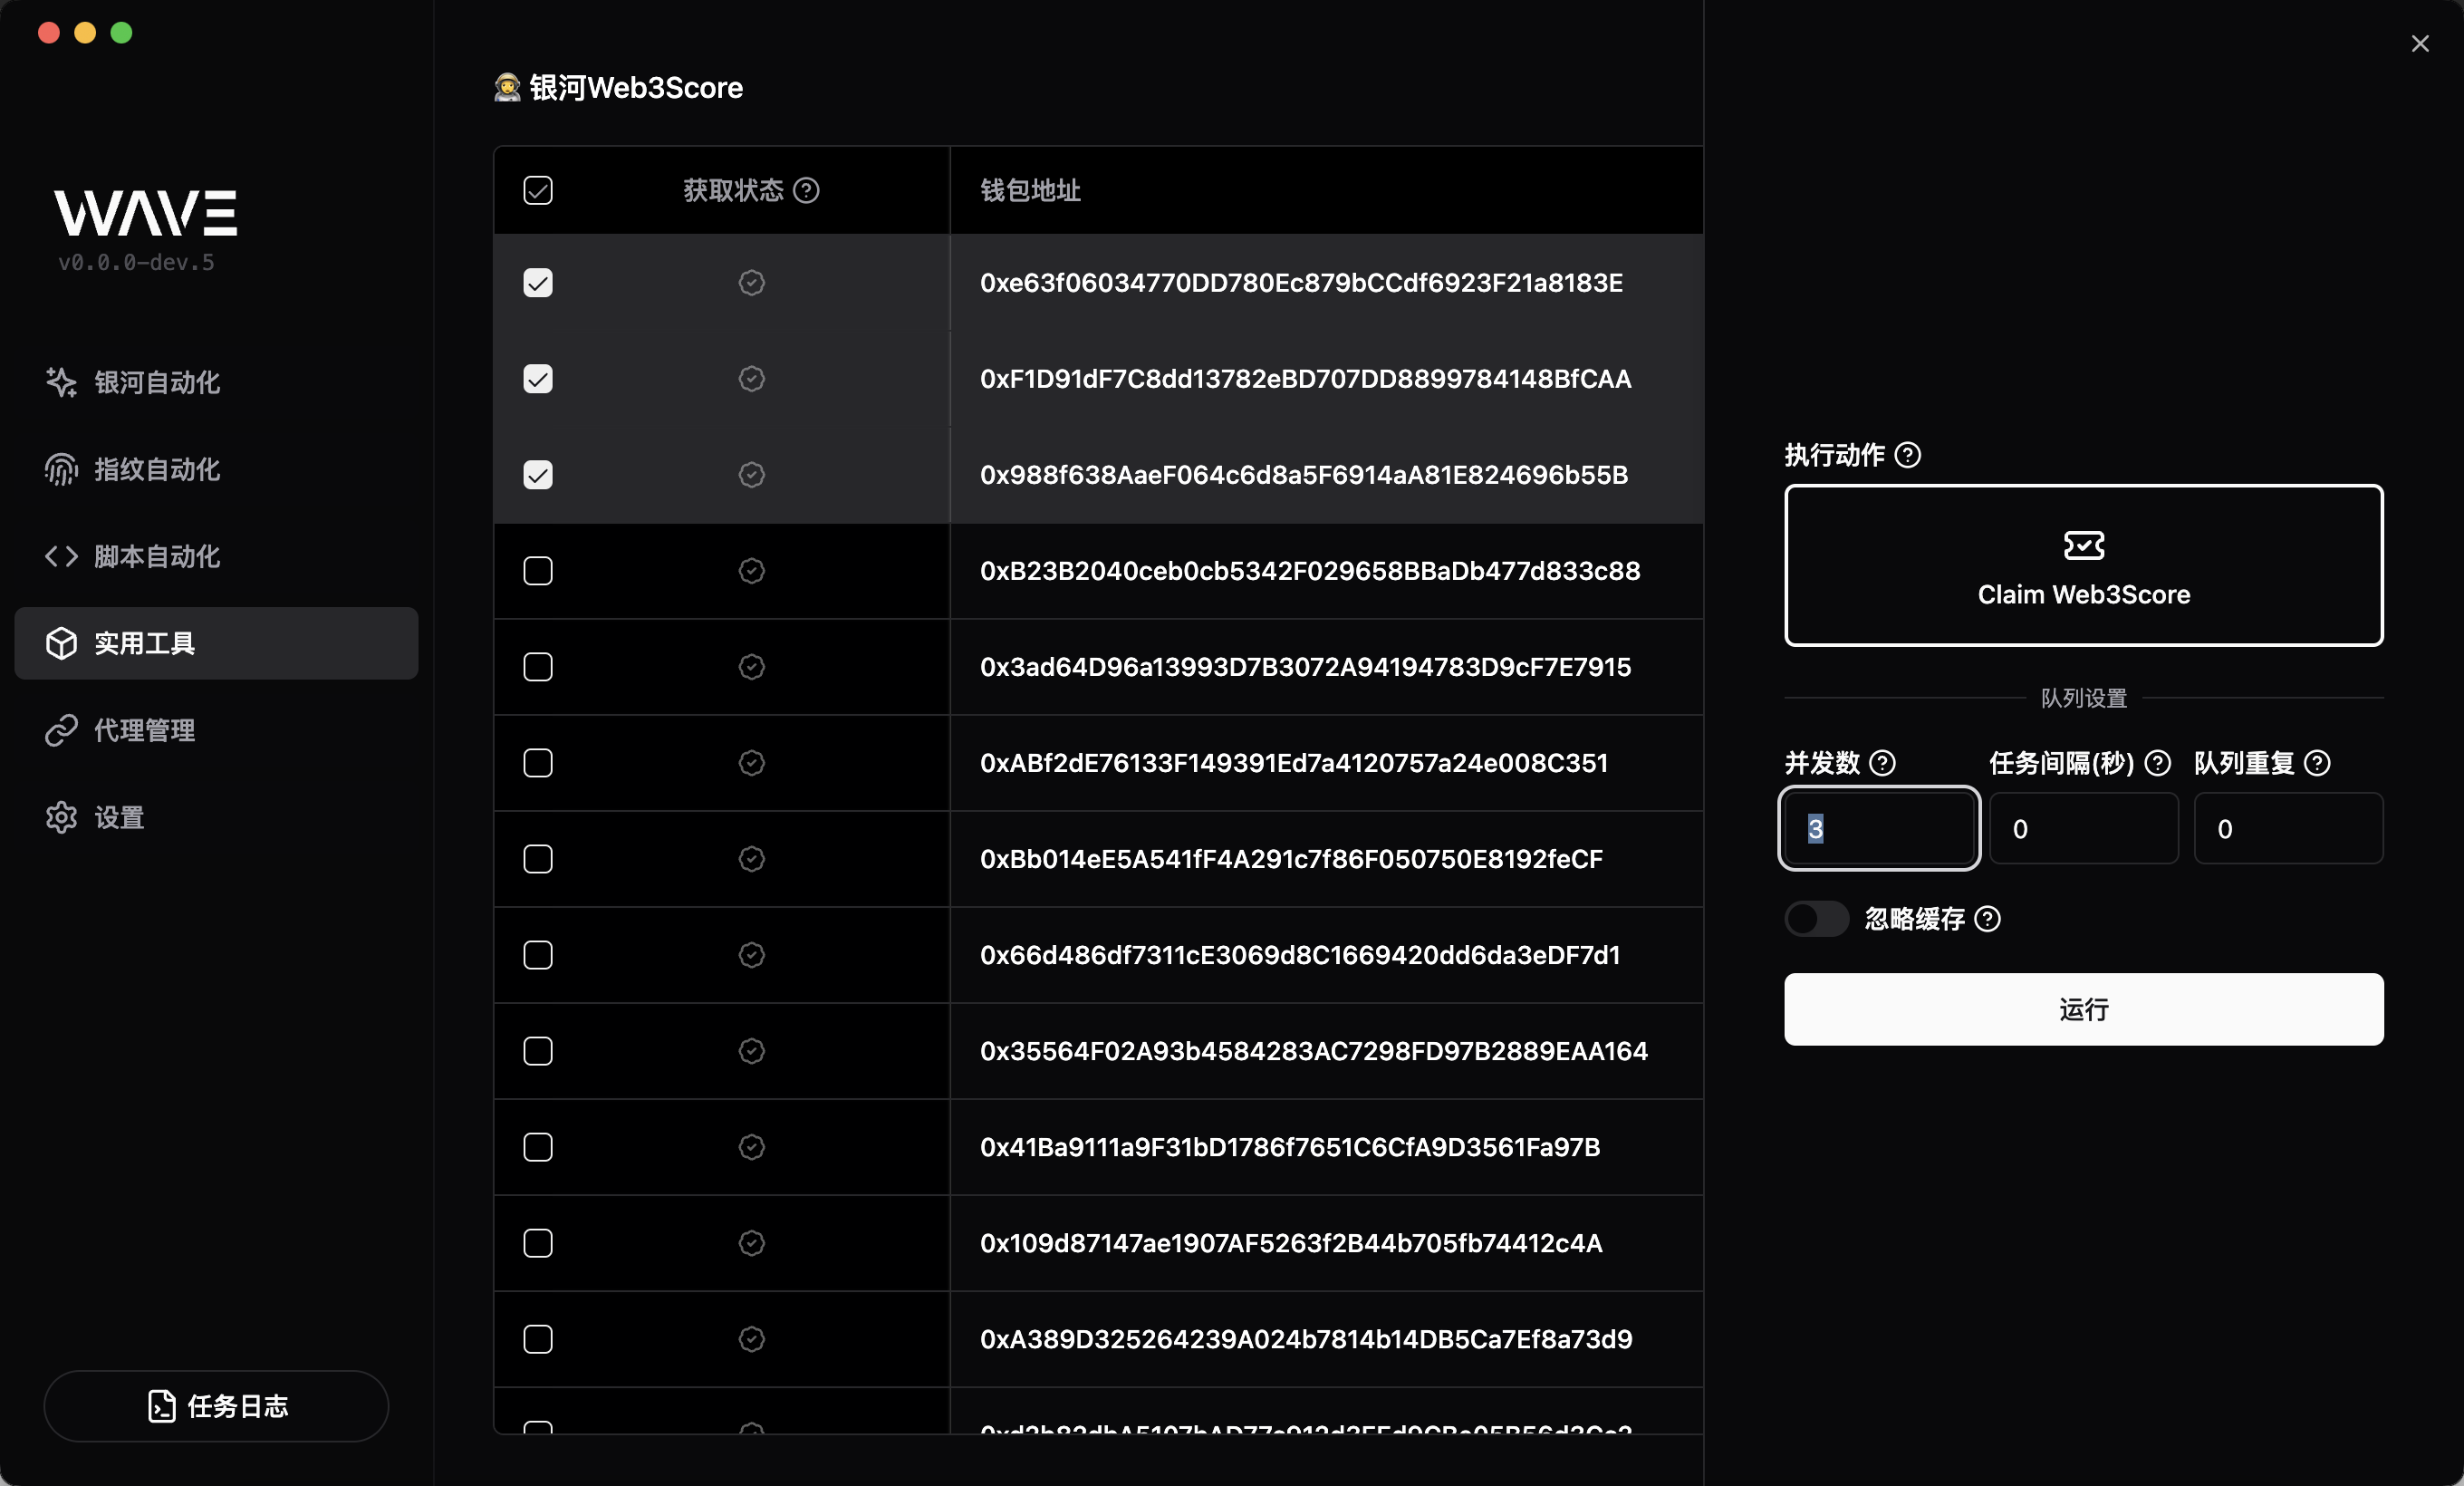 WAVE
v0.0.0-dev.5
银河自动化
指纹自动化
脚本自动化
实用工具
代理管理
设置
任务日志
银河Web3Score
获取状态
钱包地址
0xe63f06034770DD780Ec879bCCdf6923F21a8183E
0xF1D91dF7C8dd13782eBD707DD8899784148BfCAA
0x988f638AaeF064c6d8a5F6914aA81E824696b55B
0xB23B2040ceb0cb5342F029658BBaDb477d833c88
0x3ad64D96a13993D7B3072A94194783D9cF7E7915
0xABf2dE76133F149391Ed7a4120757a24e008C351
0xBb014eE5A541fF4A291c7f86F050750E8192feCF
0x66d486df7311cE3069d8C1669420dd6da3eDF7d1
0x35564F02A93b4584283AC7298FD97B2889EAA164
0x41Ba9111a9F31bD1786f7651C6CfA9D3561Fa97B
0x109d87147ae1907AF5263f2B44b705fb74412c4A
0xA389D325264239A024b7814b14DB5Ca7Ef8a73d9
执行动作
Claim Web3Score
队列设置
并发数 任务间隔(秒) 队列重复
3 0 0
忽略缓存
运行